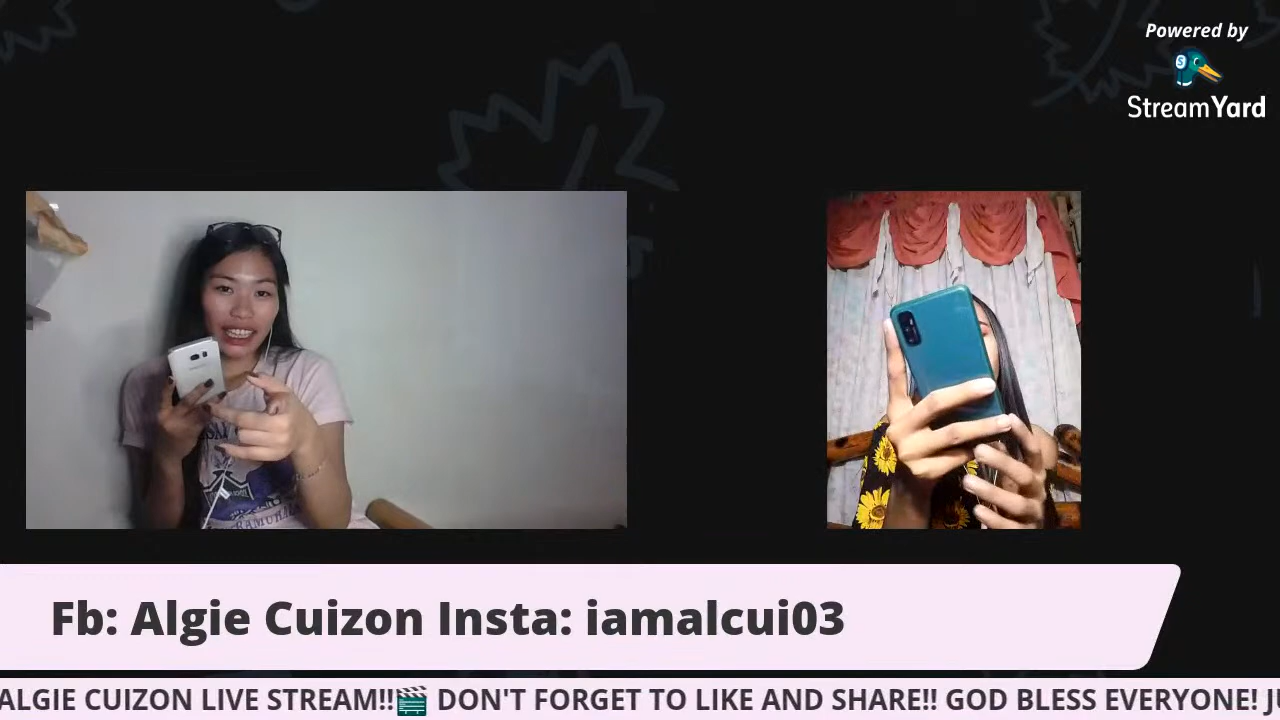 Powered by
StreamYard
Fb: Algie Cuizon Insta: iamalcui03
ALGIE CUIZON LIVE STREAM!!🎬 DON'T FORGET TO LIKE AND SHARE!! GOD BLESS EVERYONE!